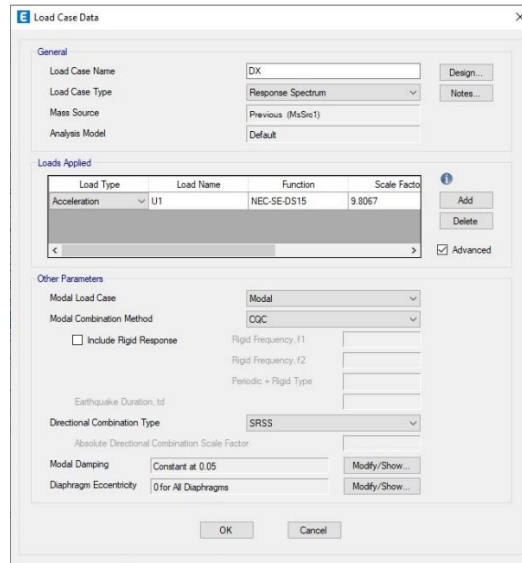 E Load Case Data
General
Load Case Name DX Design...
Load Case Type Response Spectrum Notes...
Mass Source Previous (MsSrc1)
Analysis Model Default
Loads Applied
Load Type Load Name Function Scale Facto
Acceleration U1 NEC-SE-DS15 9.8067 Add
Delete
Advanced
Other Parameters
Modal Load Case Modal
Modal Combination Method CQC
Include Rigid Response Rigid Frequency, f1
Rigid Frequency, f2
Periodic + Rigid Type
Earthquake Duration, td
Directional Combination Type SRSS
Absolute Directional Combination Scale Factor
Modal Damping Constant at 0.05 Modify/Show...
Diaphragm Eccentricity 0 for All Diaphragms Modify/Show...
OK Cancel